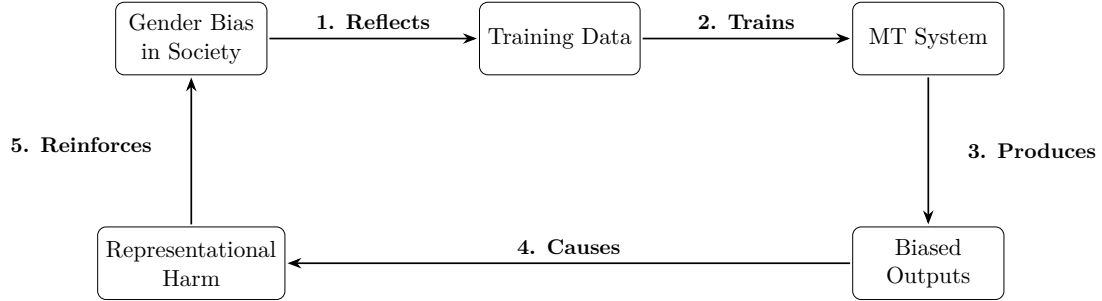 Gender Bias
in Society
1. Reflects
Training Data
2. Trains
MT System
3. Produces
Biased
Outputs
4. Causes
Representational
Harm
5. Reinforces